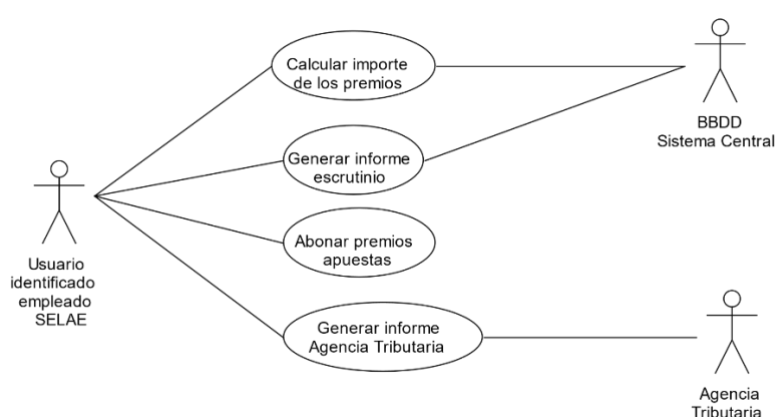 Calcular importe
de los premios
BBDD
Sistema Central
Generar informe
escrutinio
Usuario
identificado
empleado
SELAE
Abonar premios
apuestas
Generar informe
Agencia Tributaria
Agencia
Tributaria